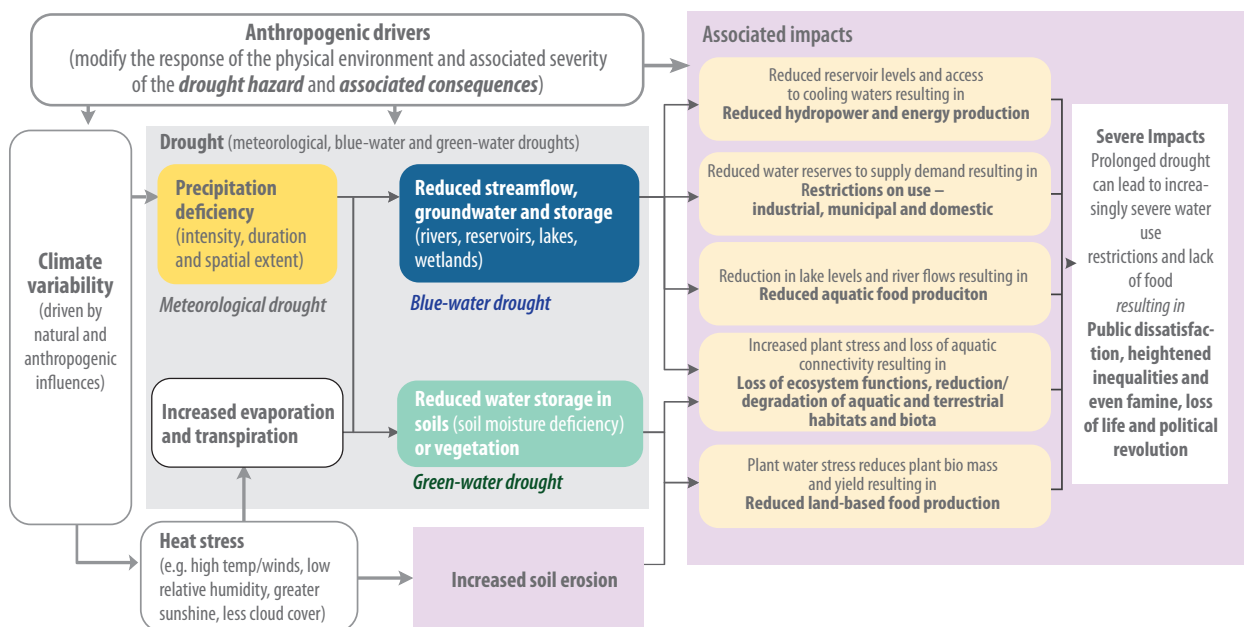 Anthropogenic drivers
(modify the response of the physical environment and associated severity
of the drought hazard and associated consequences)
Climate
variability
(driven by
natural and
anthropogenic
influences)
Drought (meteorological, blue-water and green-water droughts)
Precipitation
deficiency
(intensity, duration
and spatial extent)
Meteorological drought
Reduced streamflow,
groundwater and storage
(rivers, reservoirs, lakes,
wetlands)
Blue-water drought
Increased evaporation
and transpiration
Reduced water storage in
soils (soil moisture deficiency)
or vegetation
Green-water drought
Heat stress
(e.g. high temp/winds, low
relative humidity, greater
sunshine, less cloud cover)
Increased soil erosion
Associated impacts
Reduced reservoir levels and access
to cooling waters resulting in
Reduced hydropower and energy production
Reduced water reserves to supply demand resulting in
Restrictions on use –
industrial, municipal and domestic
Reduction in lake levels and river flows resulting in
Reduced aquatic food produciton
Increased plant stress and loss of aquatic
connectivity resulting in
Loss of ecosystem functions, reduction/
degradation of aquatic and terrestrial
habitats and biota
Plant water stress reduces plant bio mass
and yield resulting in
Reduced land-based food production
Severe Impacts
Prolonged drought
can lead to increa-
singly severe water
use
restrictions and lack
of food
resulting in
Public dissatisfac-
tion, heightened
inequalities and
even famine, loss
of life and political
revolution